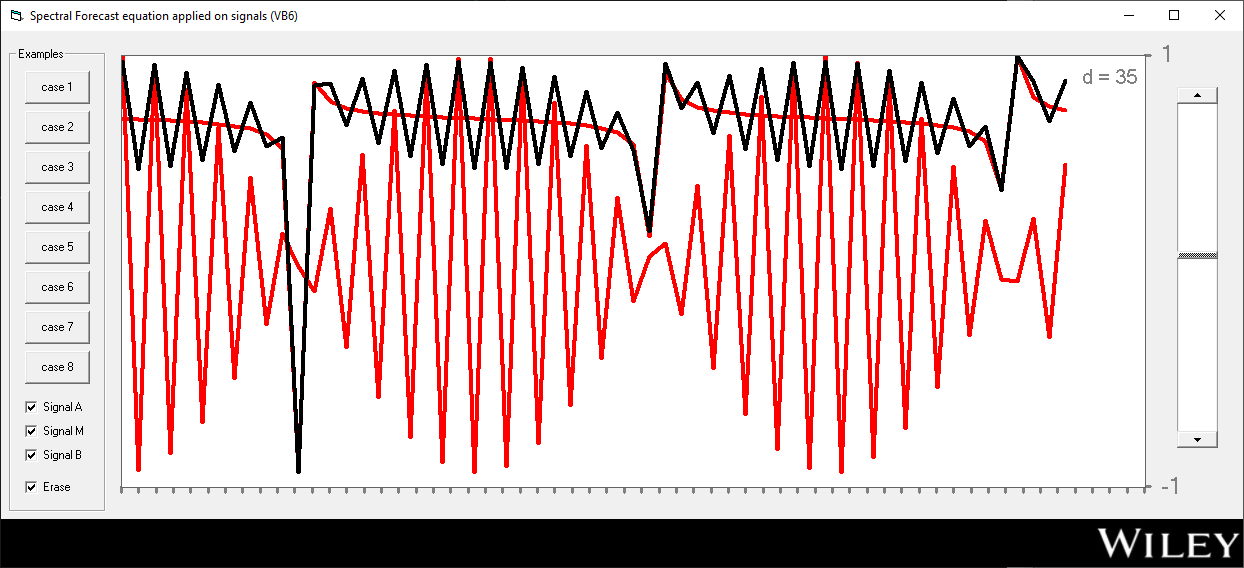 Spectral Forecast equation applied on signals (VB6)
Examples
case 1
case 2
case 3
case 4
case 5
case 6
case 7
case 8
Signal A
Signal M
Signal B
Erase
d = 35
1
-1
WILEY